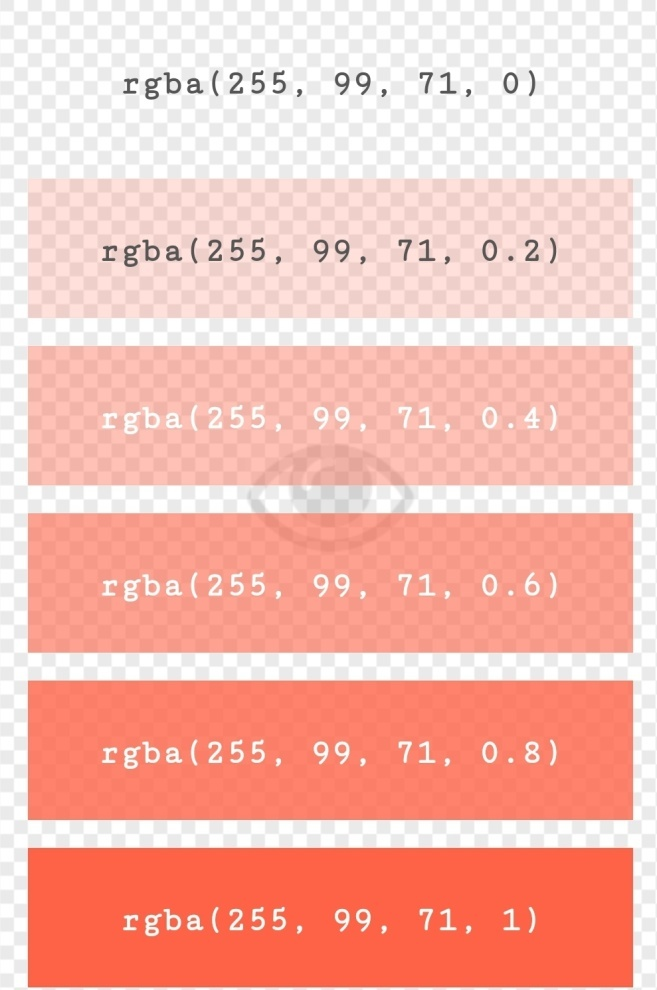 rgba(255, 99, 71, 0)
rgba(255, 99, 71, 0.2)
rgba(255, 99, 71, 0.4)
rgba(255, 99, 71, 0.6)
rgba(255, 99, 71, 0.8)
rgba(255, 99, 71, 1)